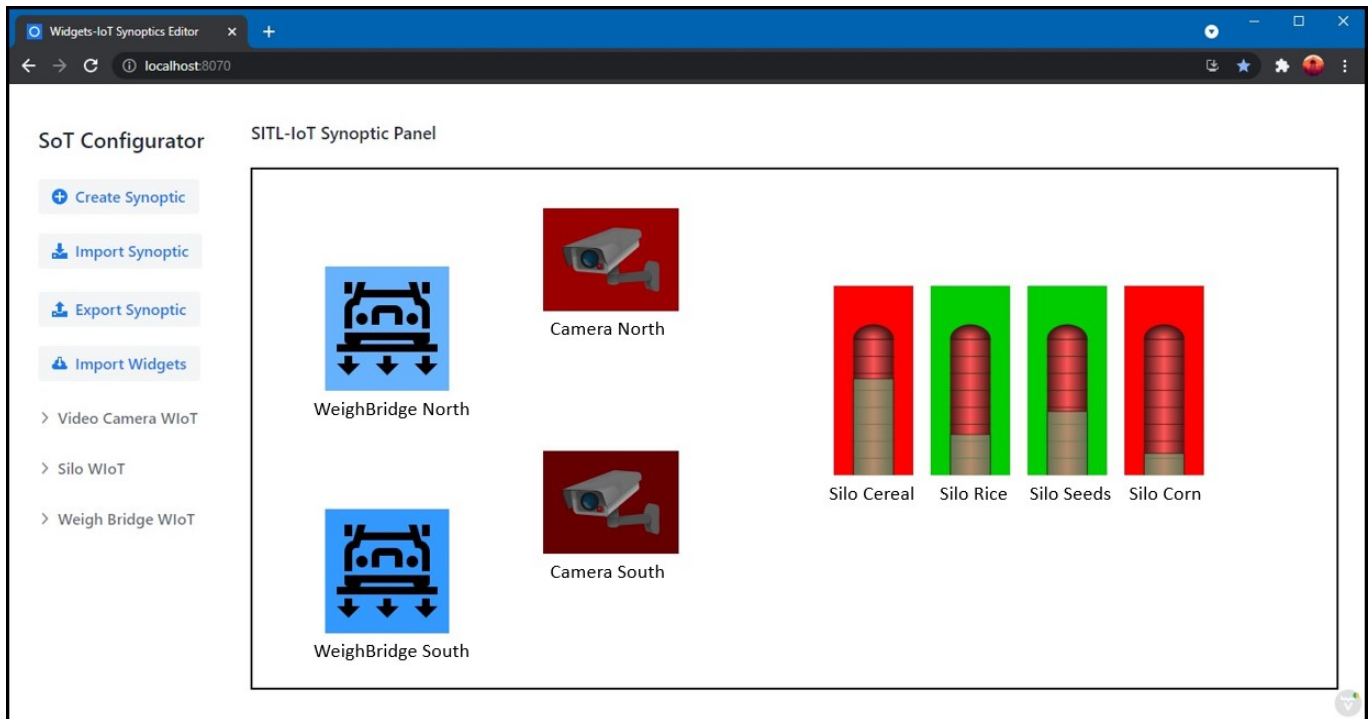 Widgets-IoT Synoptics Editor
localhost:8070
SoT Configurator
Create Synoptic
Import Synoptic
Export Synoptic
Import Widgets
Video Camera WIoT
Silo WIoT
Weigh Bridge WIoT
SITL-IoT Synoptic Panel
Camera North
WeighBridge North
Silo Cereal Silo Rice Silo Seeds Silo Corn
Camera South
WeighBridge South